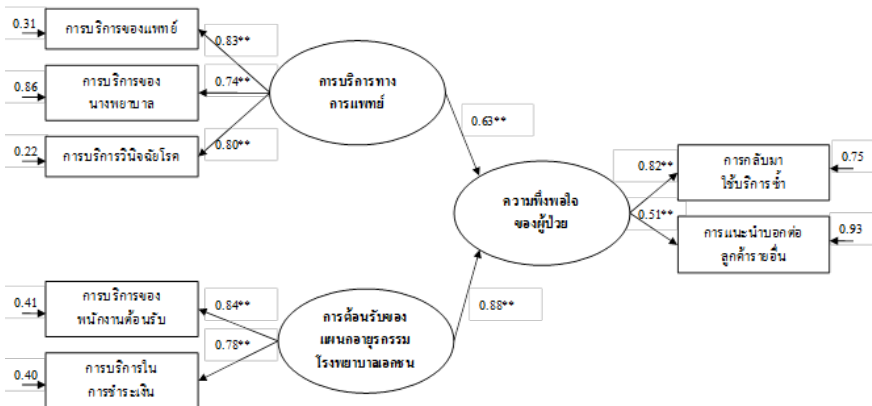 0.31
การบริการของแพทย์
0.83**
0.86
การบริการของ
นางพยาบาล
0.74**
การบริการทาง
การแพทย์
0.22
การบริการวินิจฉัยโรค
0.80**
0.63**
ความพึงพอใจ
ของผู้ป่วย
0.82**
การกลับมา
ใช้บริการซ้ำ
0.75
0.51**
การแนะนำบอกต่อ
ลูกค้ารายอื่น
0.93
0.41
การบริการของ
พนักงานต้อนรับ
0.84**
การต้อนรับของ
แผนกอายุรกรรม
โรงพยาบาลเอกชน
0.88**
0.40
การบริการใน
การชำระเงิน
0.78**